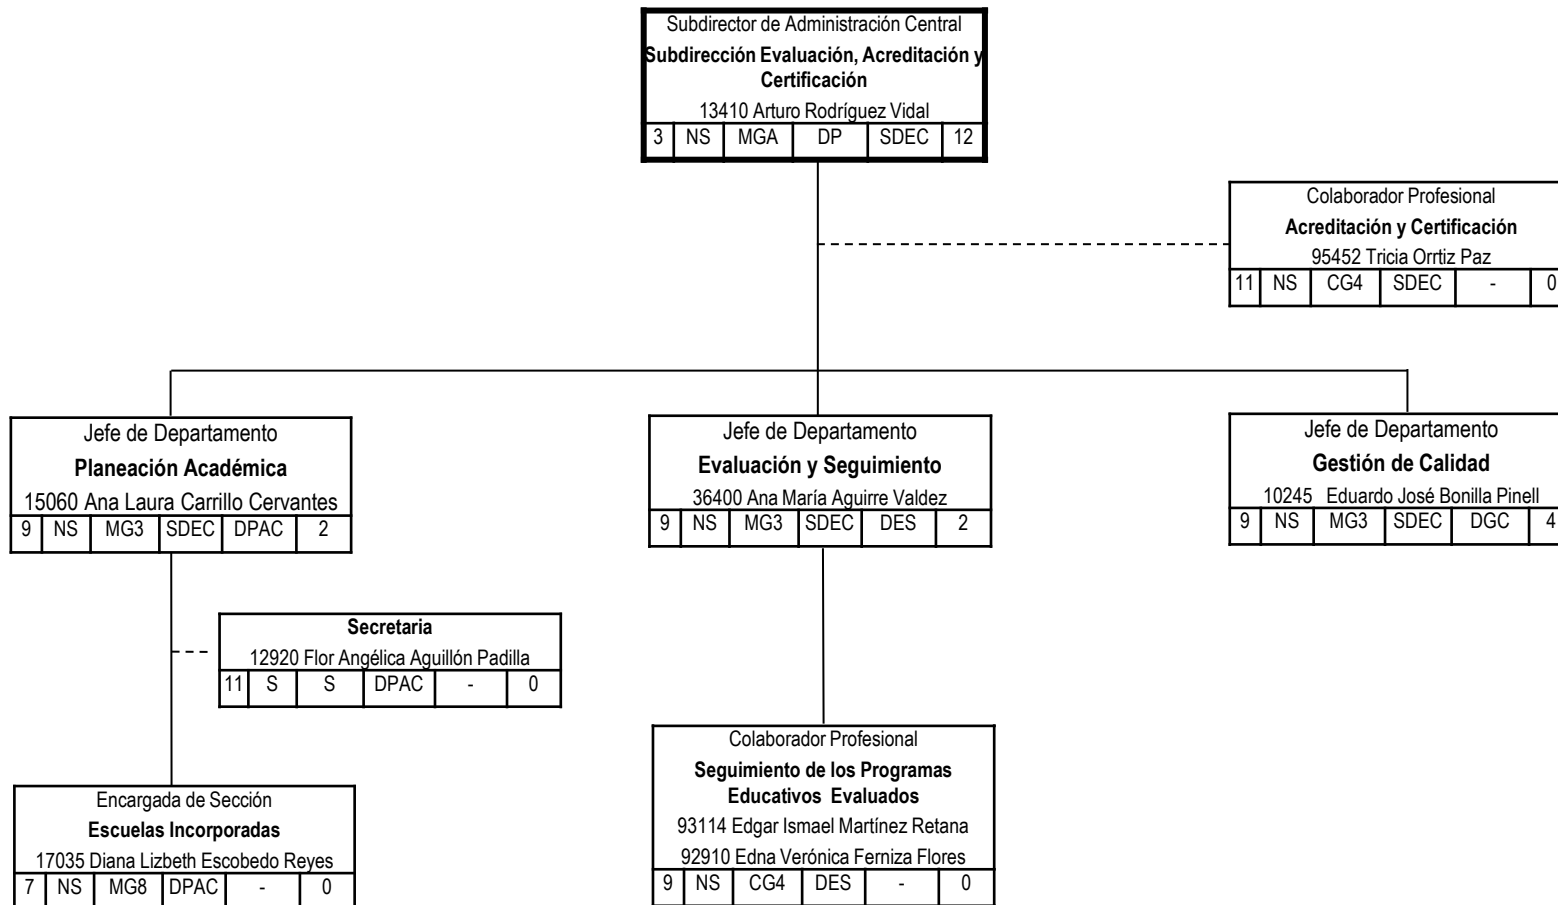 Subdirector de Administración Central
Subdirección Evaluación, Acreditación y
Certificación
13410 Arturo Rodríguez Vidal
3 NS MGA DP SDEC 12
Colaborador Profesional
Acreditación y Certificación
95452 Tricia Orrtiz Paz
11 NS CG4 SDEC - 0
Jefe de Departamento
Planeación Académica
15060 Ana Laura Carrillo Cervantes
9 NS MG3 SDEC DPAC 2
Jefe de Departamento
Evaluación y Seguimiento
36400 Ana María Aguirre Valdez
9 NS MG3 SDEC DES 2
Jefe de Departamento
Gestión de Calidad
10245 Eduardo José Bonilla Pinell
9 NS MG3 SDEC DGC 4
Secretaria
12920 Flor Angélica Aguillón Padilla
11 S S DPAC - 0
Encargada de Sección
Escuelas Incorporadas
17035 Diana Lizbeth Escobedo Reyes
7 NS MG8 DPAC - 0
Colaborador Profesional
Seguimiento de los Programas
Educativos Evaluados
93114 Edgar Ismael Martínez Retana
92910 Edna Verónica Ferniza Flores
9 NS CG4 DES - 0